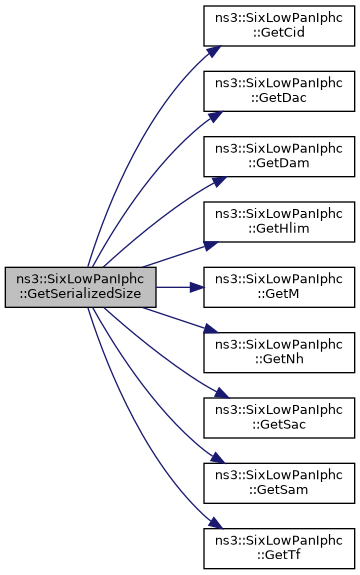 ns3::SixLowPanIphc
::GetSerializedSize
ns3::SixLowPanIphc
::GetCid
ns3::SixLowPanIphc
::GetDac
ns3::SixLowPanIphc
::GetDam
ns3::SixLowPanIphc
::GetHlim
ns3::SixLowPanIphc
::GetM
ns3::SixLowPanIphc
::GetNh
ns3::SixLowPanIphc
::GetSac
ns3::SixLowPanIphc
::GetSam
ns3::SixLowPanIphc
::GetTf